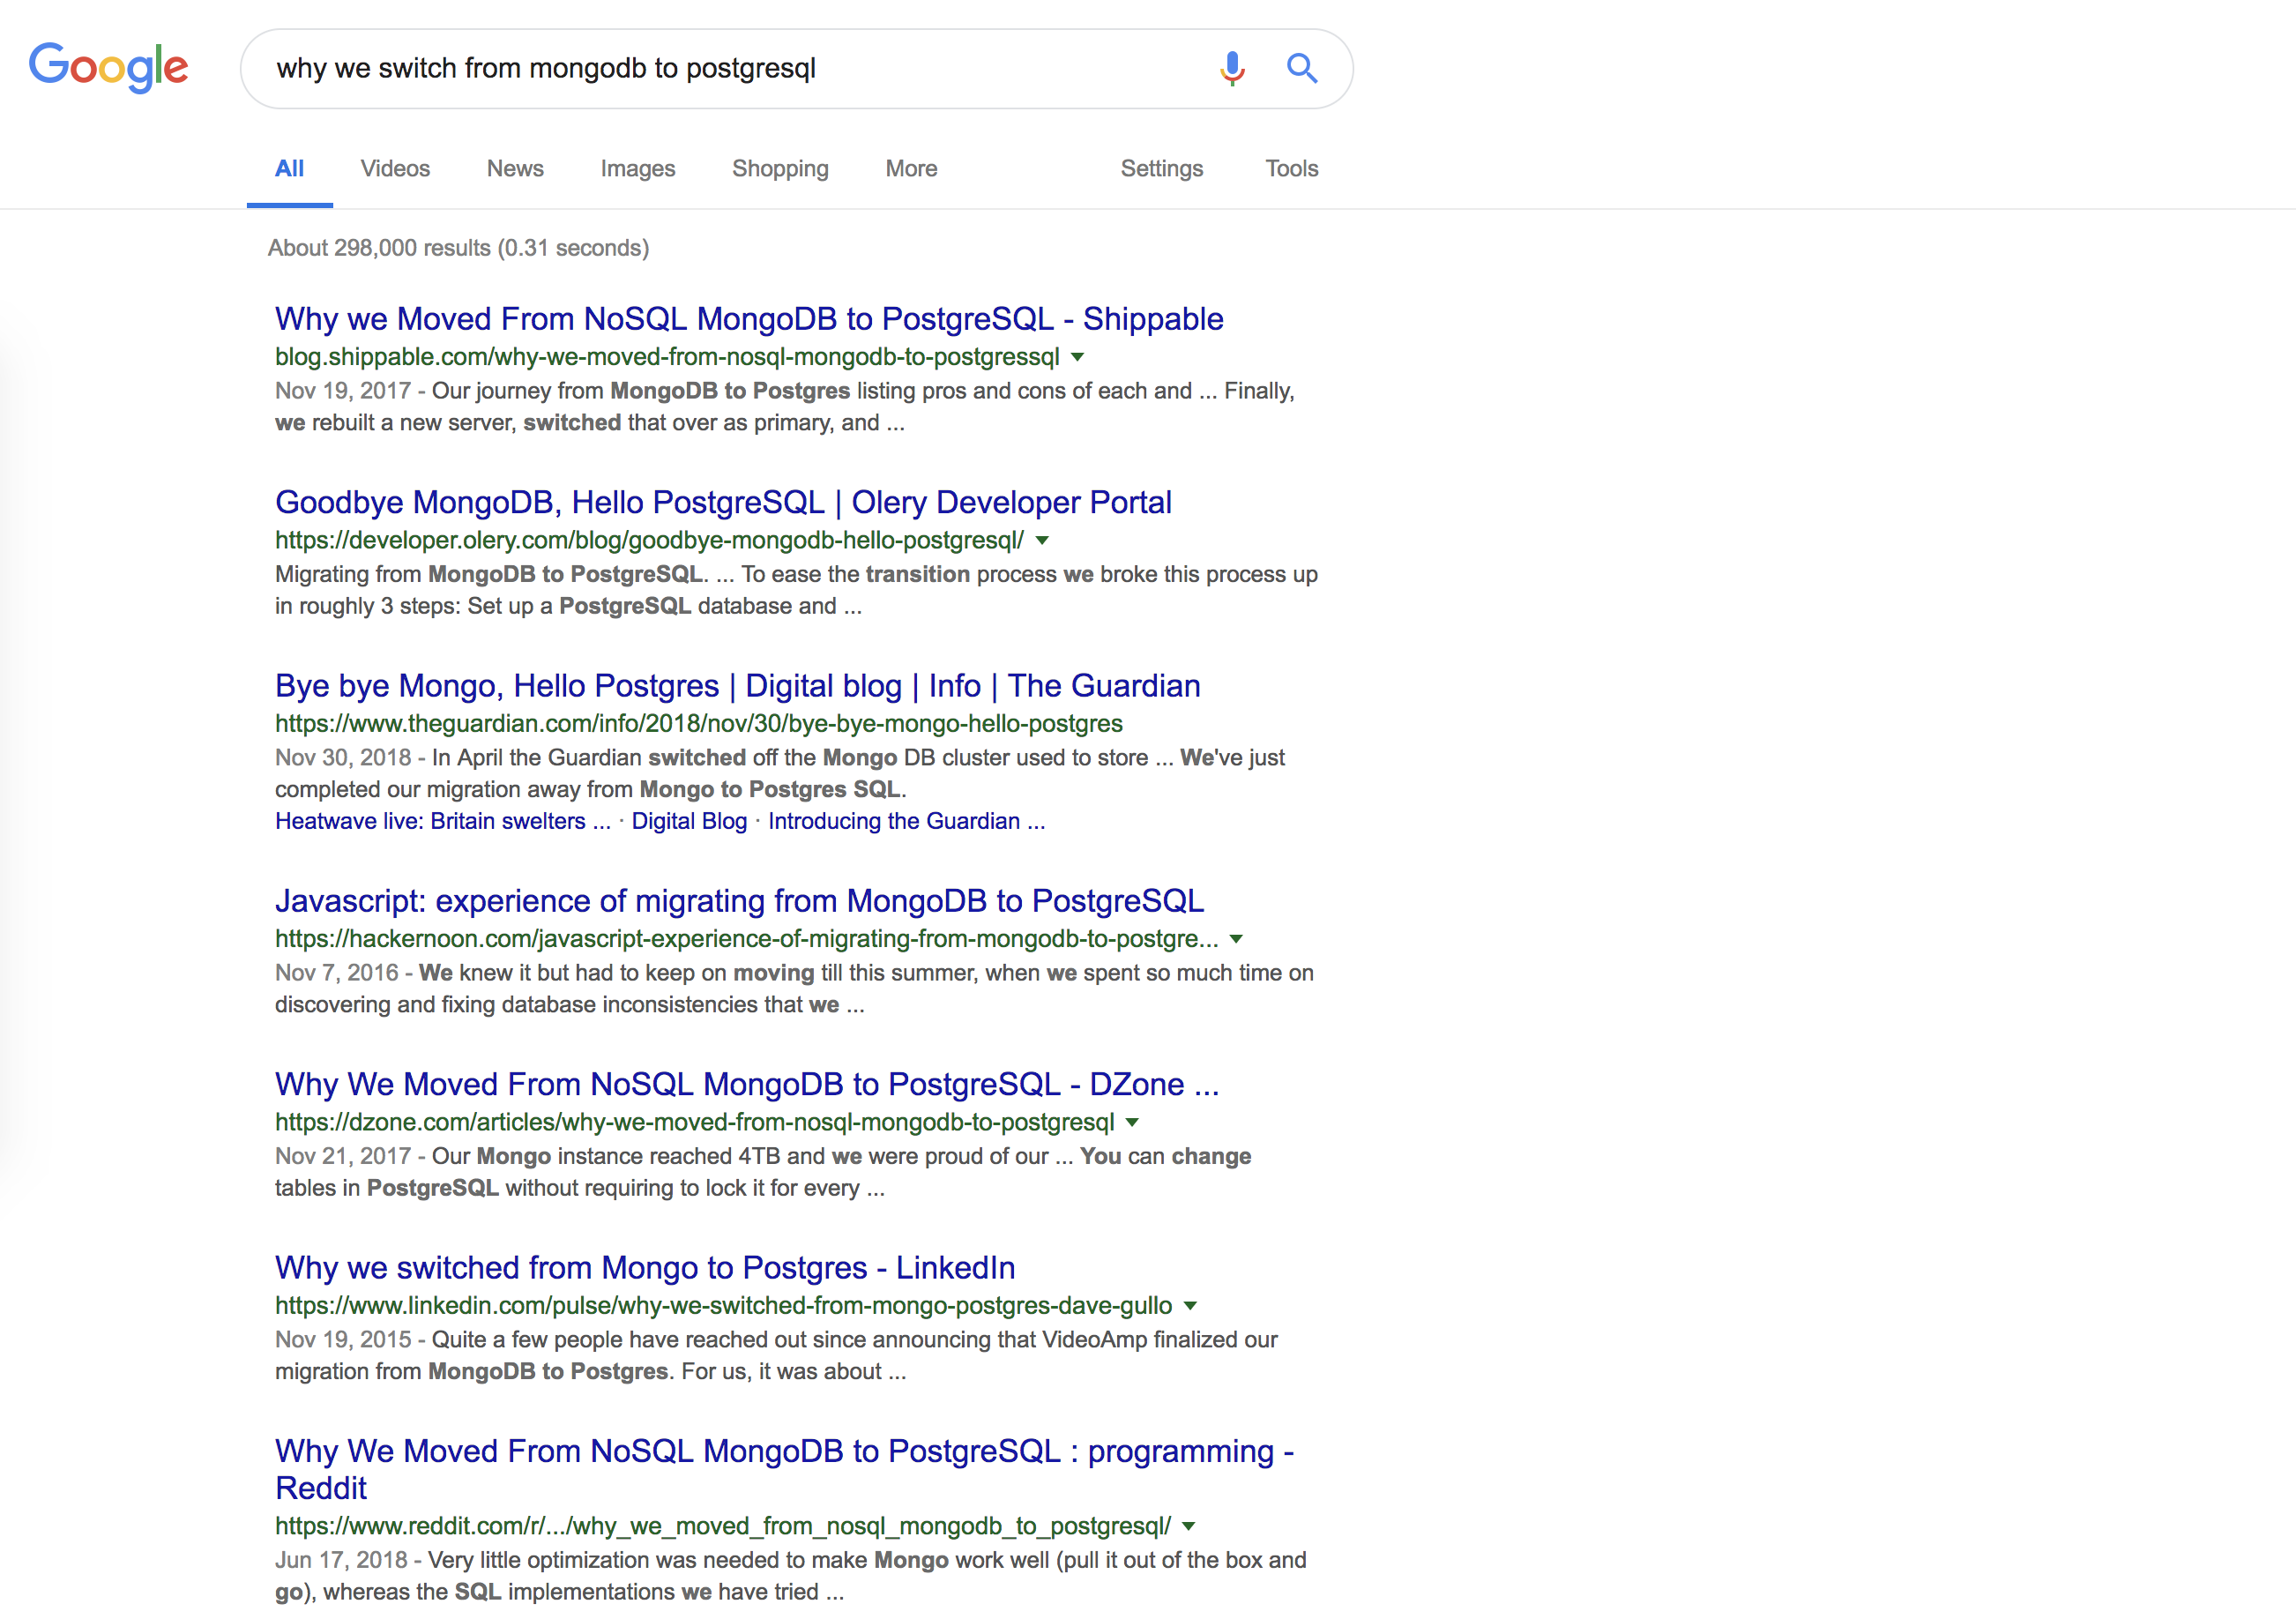 Google
why we switch from mongodb to postgresql
All Videos News Images Shopping More Settings Tools
About 298,000 results (0.31 seconds)
Why we Moved From NoSQL MongoDB to PostgreSQL - Shippable
blog.shippable.com/why-we-moved-from-nosql-mongodb-to-postgressql
Nov 19, 2017 - Our journey from MongoDB to Postgres listing pros and cons of each and ... Finally,
we rebuilt a new server, switched that over as primary, and ...
Goodbye MongoDB, Hello PostgreSQL | Olery Developer Portal
https://developer.olery.com/blog/goodbye-mongodb-hello-postgresql/
Migrating from MongoDB to PostgreSQL. ... To ease the transition process we broke this process up
in roughly 3 steps: Set up a PostgreSQL database and ...
Bye bye Mongo, Hello Postgres | Digital blog | Info | The Guardian
https://www.theguardian.com/info/2018/nov/30/bye-bye-mongo-hello-postgres
Nov 30, 2018 - In April the Guardian switched off the Mongo DB cluster used to store ... We've just
completed our migration away from Mongo to Postgres SQL.
Heatwave live: Britain swelters ... · Digital Blog · Introducing the Guardian ...
Javascript: experience of migrating from MongoDB to PostgreSQL
https://hackernoon.com/javascript-experience-of-migrating-from-mongodb-to-postgre...
Nov 7, 2016 - We knew it but had to keep on moving till this summer, when we spent so much time on
discovering and fixing database inconsistencies that we ...
Why We Moved From NoSQL MongoDB to PostgreSQL - DZone ...
https://dzone.com/articles/why-we-moved-from-nosql-mongodb-to-postgresql
Nov 21, 2017 - Our Mongo instance reached 4TB and we were proud of our ... You can change
tables in PostgreSQL without requiring to lock it for every ...
Why we switched from Mongo to Postgres - LinkedIn
https://www.linkedin.com/pulse/why-we-switched-from-mongo-postgres-dave-gullo
Nov 19, 2015 - Quite a few people have reached out since announcing that VideoAmp finalized our
migration from MongoDB to Postgres. For us, it was about ...
Why We Moved From NoSQL MongoDB to PostgreSQL : programming -
Reddit
https://www.reddit.com/r/.../why_we_moved_from_nosql_mongodb_to_postgresql/
Jun 17, 2018 - Very little optimization was needed to make Mongo work well (pull it out of the box and
go), whereas the SQL implementations we have tried ...